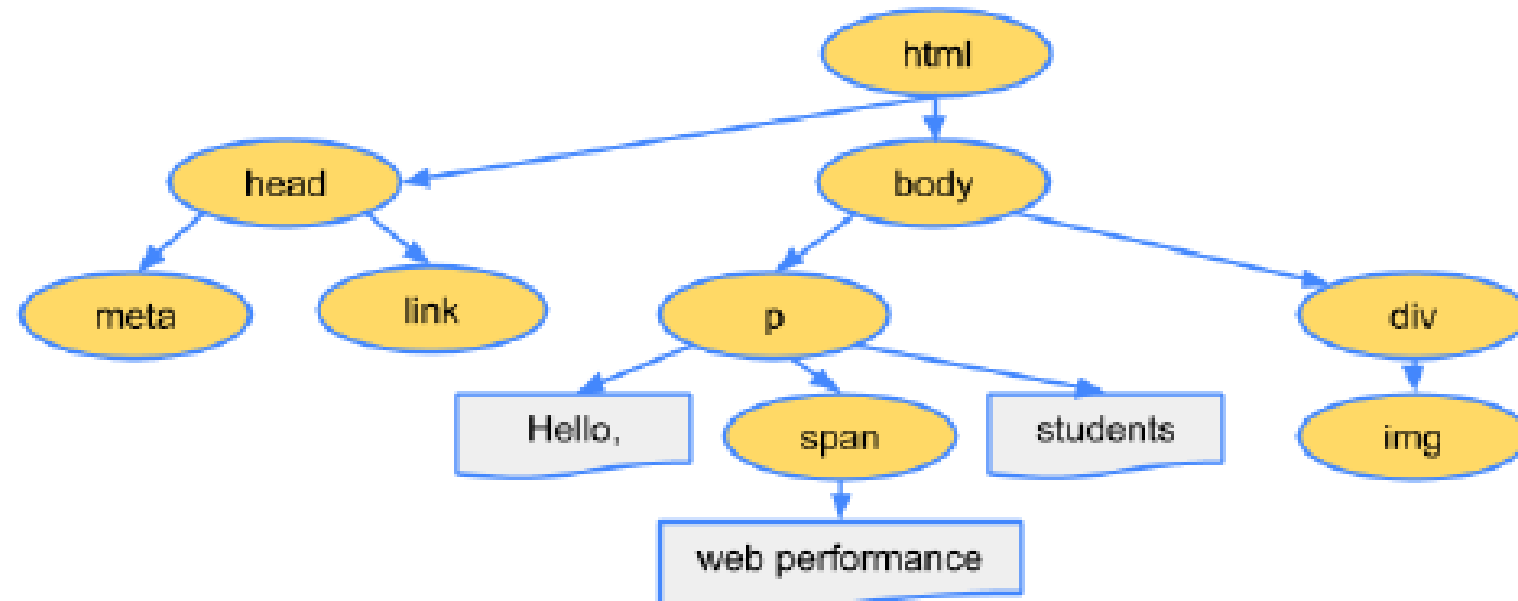 html
head
body
meta
link
p
div
Hello,
span
students
img
web performance